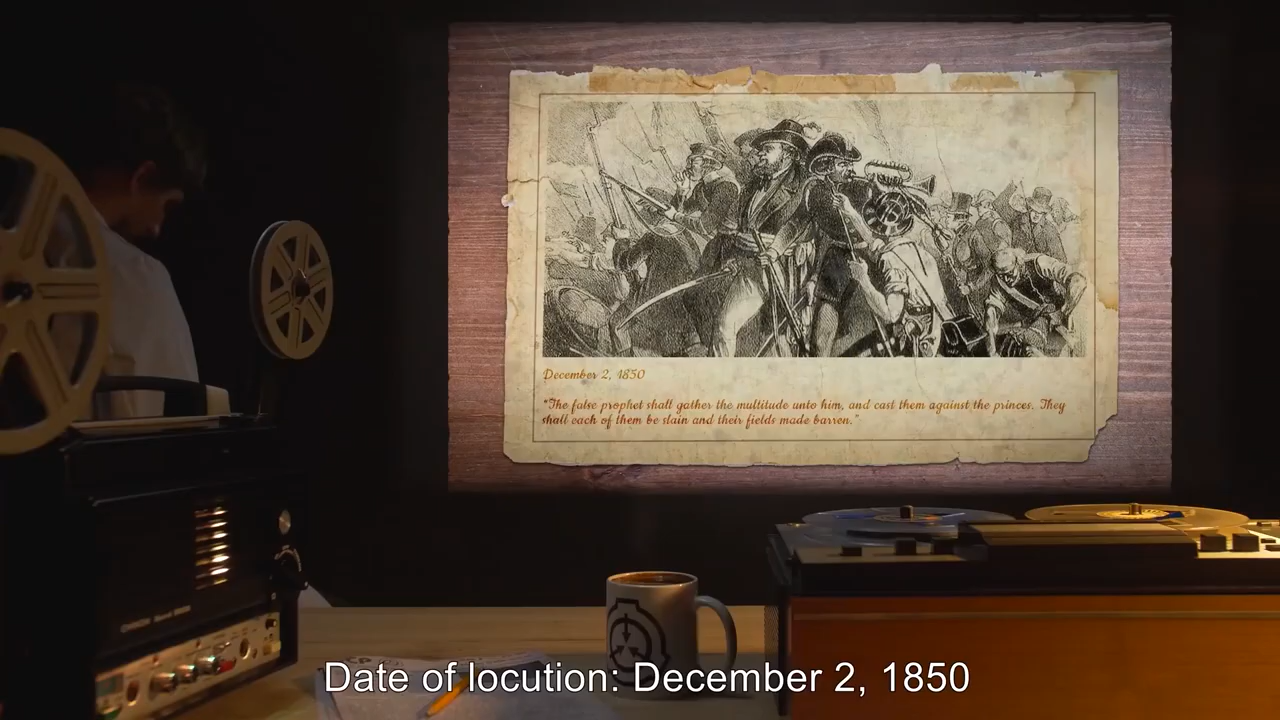 December 2, 1850
"The false prophet shall gather the multitude unto him, and cast them against the princes. They
shall each of them be slain and their fields made barren."
Date of locution: December 2, 1850